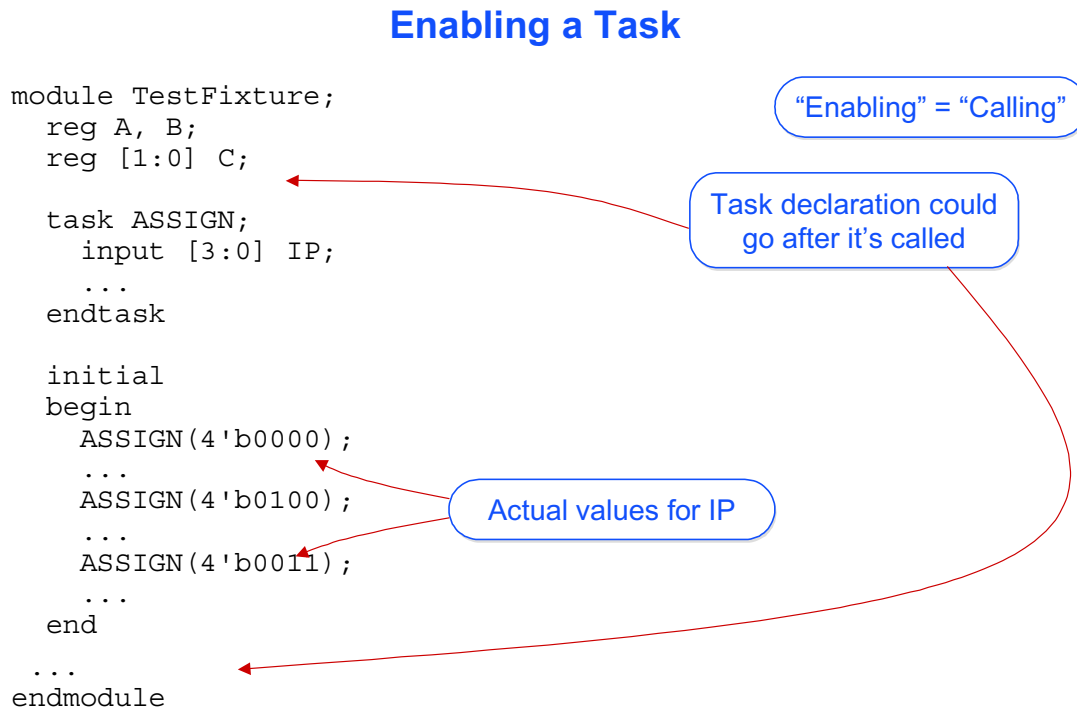 Enabling a Task
module TestFixture;
“Enabling” = “Calling”
reg A, B;
reg [1:0] C;
Task declaration could
go after it’s called
task ASSIGN;
input [3:0] IP;
...
endtask
initial
begin
ASSIGN(4'b0000);
...
ASSIGN(4'b0100);
Actual values for IP
...
ASSIGN(4'b0011);
...
end
...
endmodule